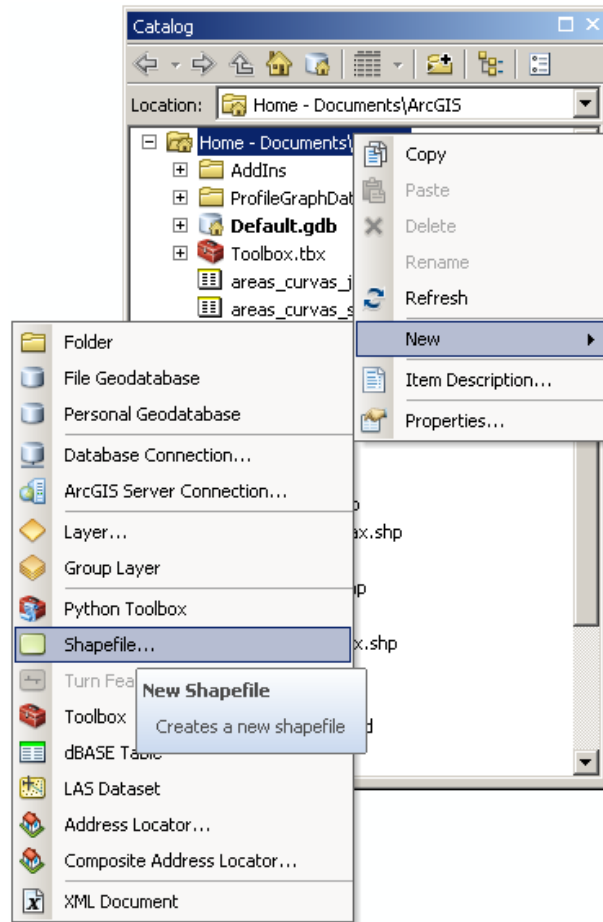 Catalog
Location: Home - Documents\ArcGIS
Home - Documents\
AddIns
ProfileGraphDat
Default.gdb
Toolbox.tbx
areas_curvas_j
areas_curvas_s
Copy
Paste
Delete
Rename
Refresh
New
Item Description...
Properties...
Folder
File Geodatabase
Personal Geodatabase
Database Connection...
ArcGIS Server Connection...
Layer...
ax.shp
Group Layer
Python Toolbox
Shapefile...
x.shp
Turn Fea
New Shapefile
Creates a new shapefile
Toolbox
dBASE Table
LAS Dataset
Address Locator...
Composite Address Locator...
XML Document